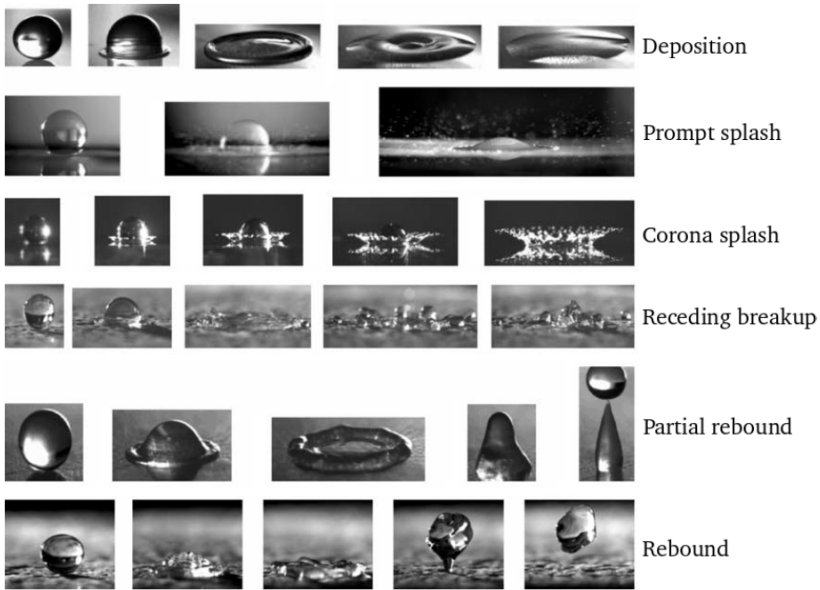 Deposition
Prompt splash
Corona splash
Receding breakup
Partial rebound
Rebound